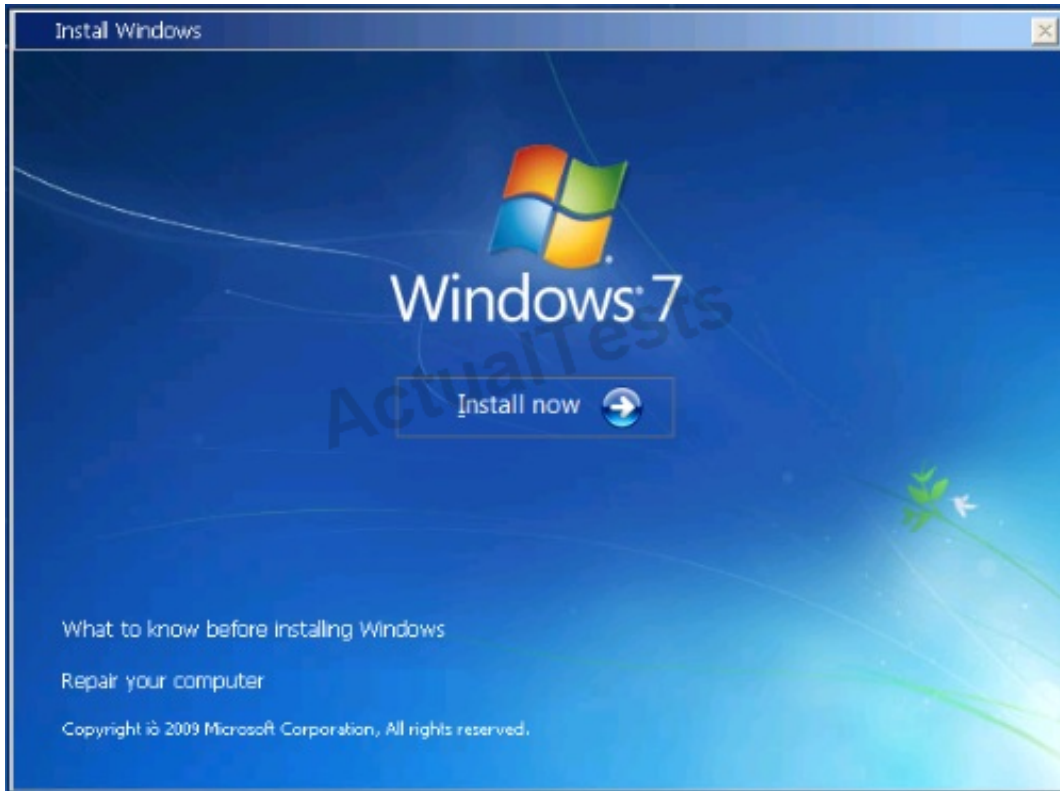 Install Windows
Windows® 7
ActualTests
Install now
What to know before installing Windows
Repair your computer
Copyright iò 2009 Microsoft Corporation, All rights reserved.